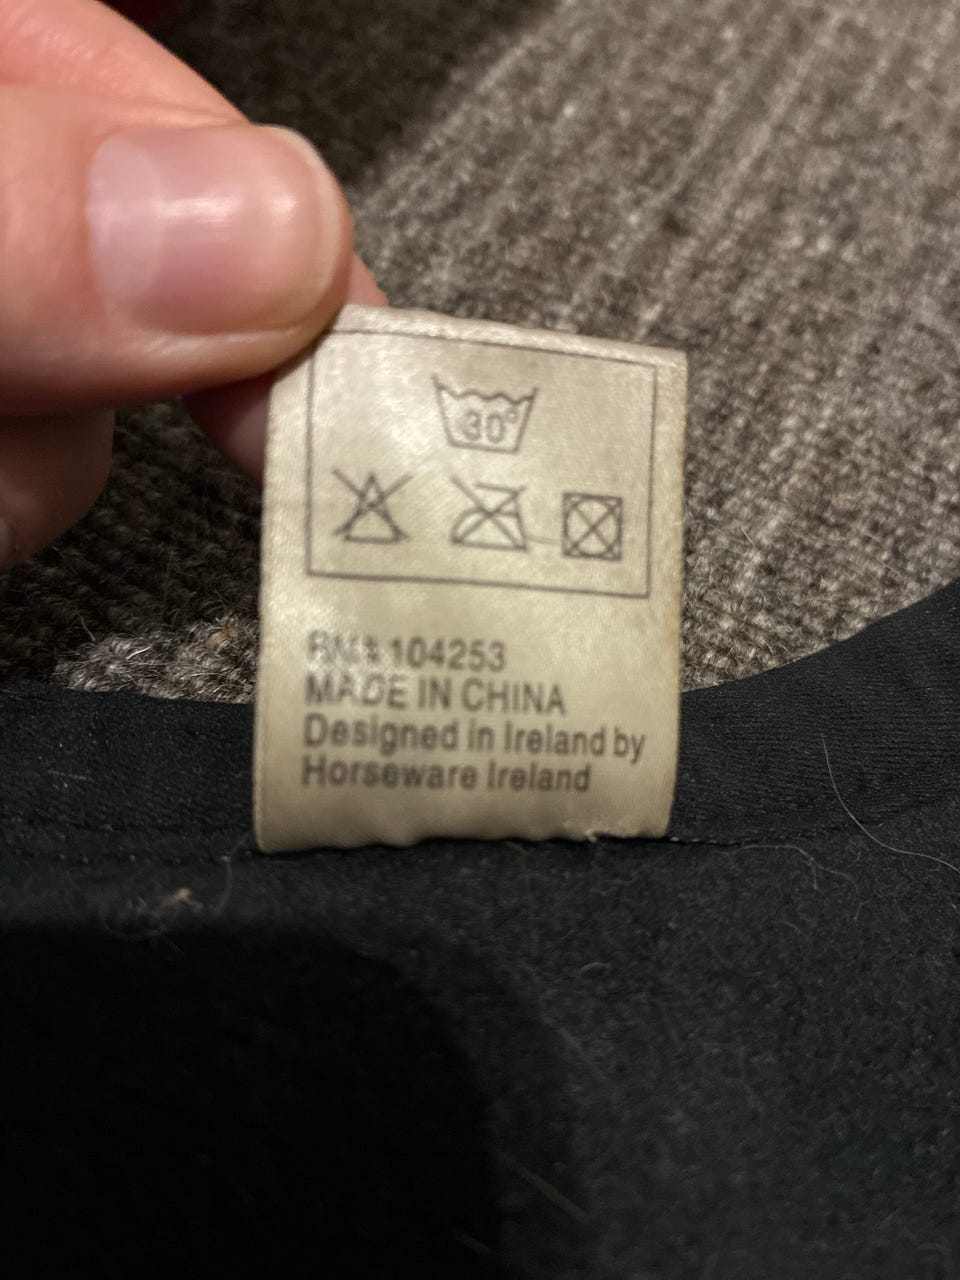 30°
RN# 104253
MADE IN CHINA
Designed in Ireland by
Horseware Ireland